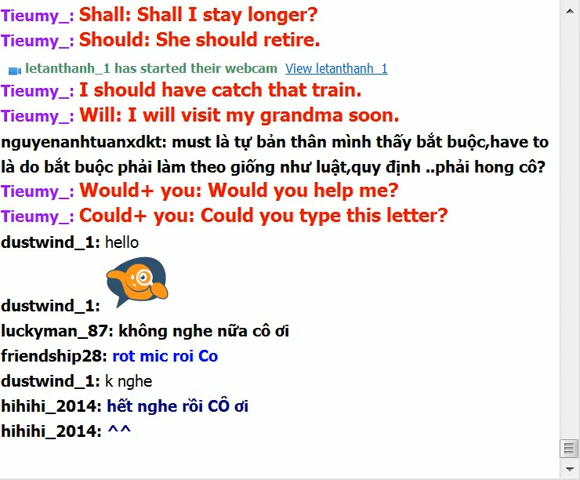 Tieumy_: Shall: Shall I stay longer?
Tieumy_: Should: She should retire.
letanthanh_1 has started their webcam View letanthanh_1
Tieumy_: I should have catch that train.
Tieumy_: Will: I will visit my grandma soon.
nguyenanhtuanxdkt: must là tự bản thân mình thấy bắt buộc,have to
là do bắt buộc phải làm theo giống như luật,quy định ..phải hong cô?
Tieumy_: Would+ you: Would you help me?
Tieumy_: Could+ you: Could you type this letter?
dustwind_1: hello
dustwind_1:
luckyman_87: không nghe nữa cô ơi
friendship28: rot mic roi Co
dustwind_1: k nghe
hihihi_2014: hết nghe rồi CÔ ơi
hihihi_2014: ^^